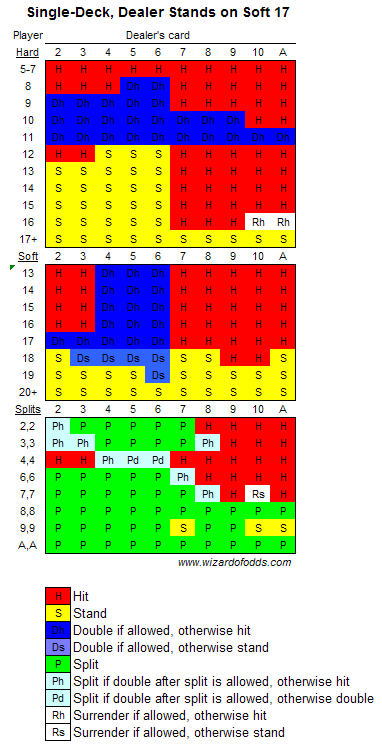 Single-Deck, Dealer Stands on Soft 17
Player Dealer's card
Hard 2 3 4 5 6 7 8 9 10 A
5-7 H H H H H H H H H H
8 H H H Dh Dh H H H H H
9 Dh Dh Dh Dh Dh H H H H H
10 Dh Dh Dh Dh Dh Dh Dh Dh H H
11 Dh Dh Dh Dh Dh Dh Dh Dh Dh Dh
12 H H S S S H H H H H
13 S S S S S H H H H H
14 S S S S S H H H H H
15 S S S S S H H H H H
16 S S S S S H H H Rh Rh
17+ S S S S S S S S S S
Soft 2 3 4 5 6 7 8 9 10 A
13 H H Dh Dh Dh H H H H H
14 H H Dh Dh Dh H H H H H
15 H H Dh Dh Dh H H H H H
16 H H Dh Dh Dh H H H H H
17 Dh Dh Dh Dh Dh H H H H H
18 S Ds Ds Ds Ds S S H H S
19 S S S S Ds S S S S S
20+ S S S S S S S S S S
Splits 2 3 4 5 6 7 8 9 10 A
2,2 Ph P P P P P H H H H
3,3 Ph Ph P P P P Ph H H H
4,4 H H Ph Pd Pd H H H H H
6,6 P P P P P Ph H H H H
7,7 P P P P P P Ph H Rs H
8,8 P P P P P P P P P P
9,9 P P P P P S P P S S
A,A P P P P P P P P P P
www.wizardofodds.com
H Hit
S Stand
Dh Double if allowed, otherwise hit
Ds Double if allowed, otherwise stand
P Split
Ph Split if double after split is allowed, otherwise hit
Pd Split if double after split is allowed, otherwise double
Rh Surrender if allowed, otherwise hit
Rs Surrender if allowed, otherwise stand